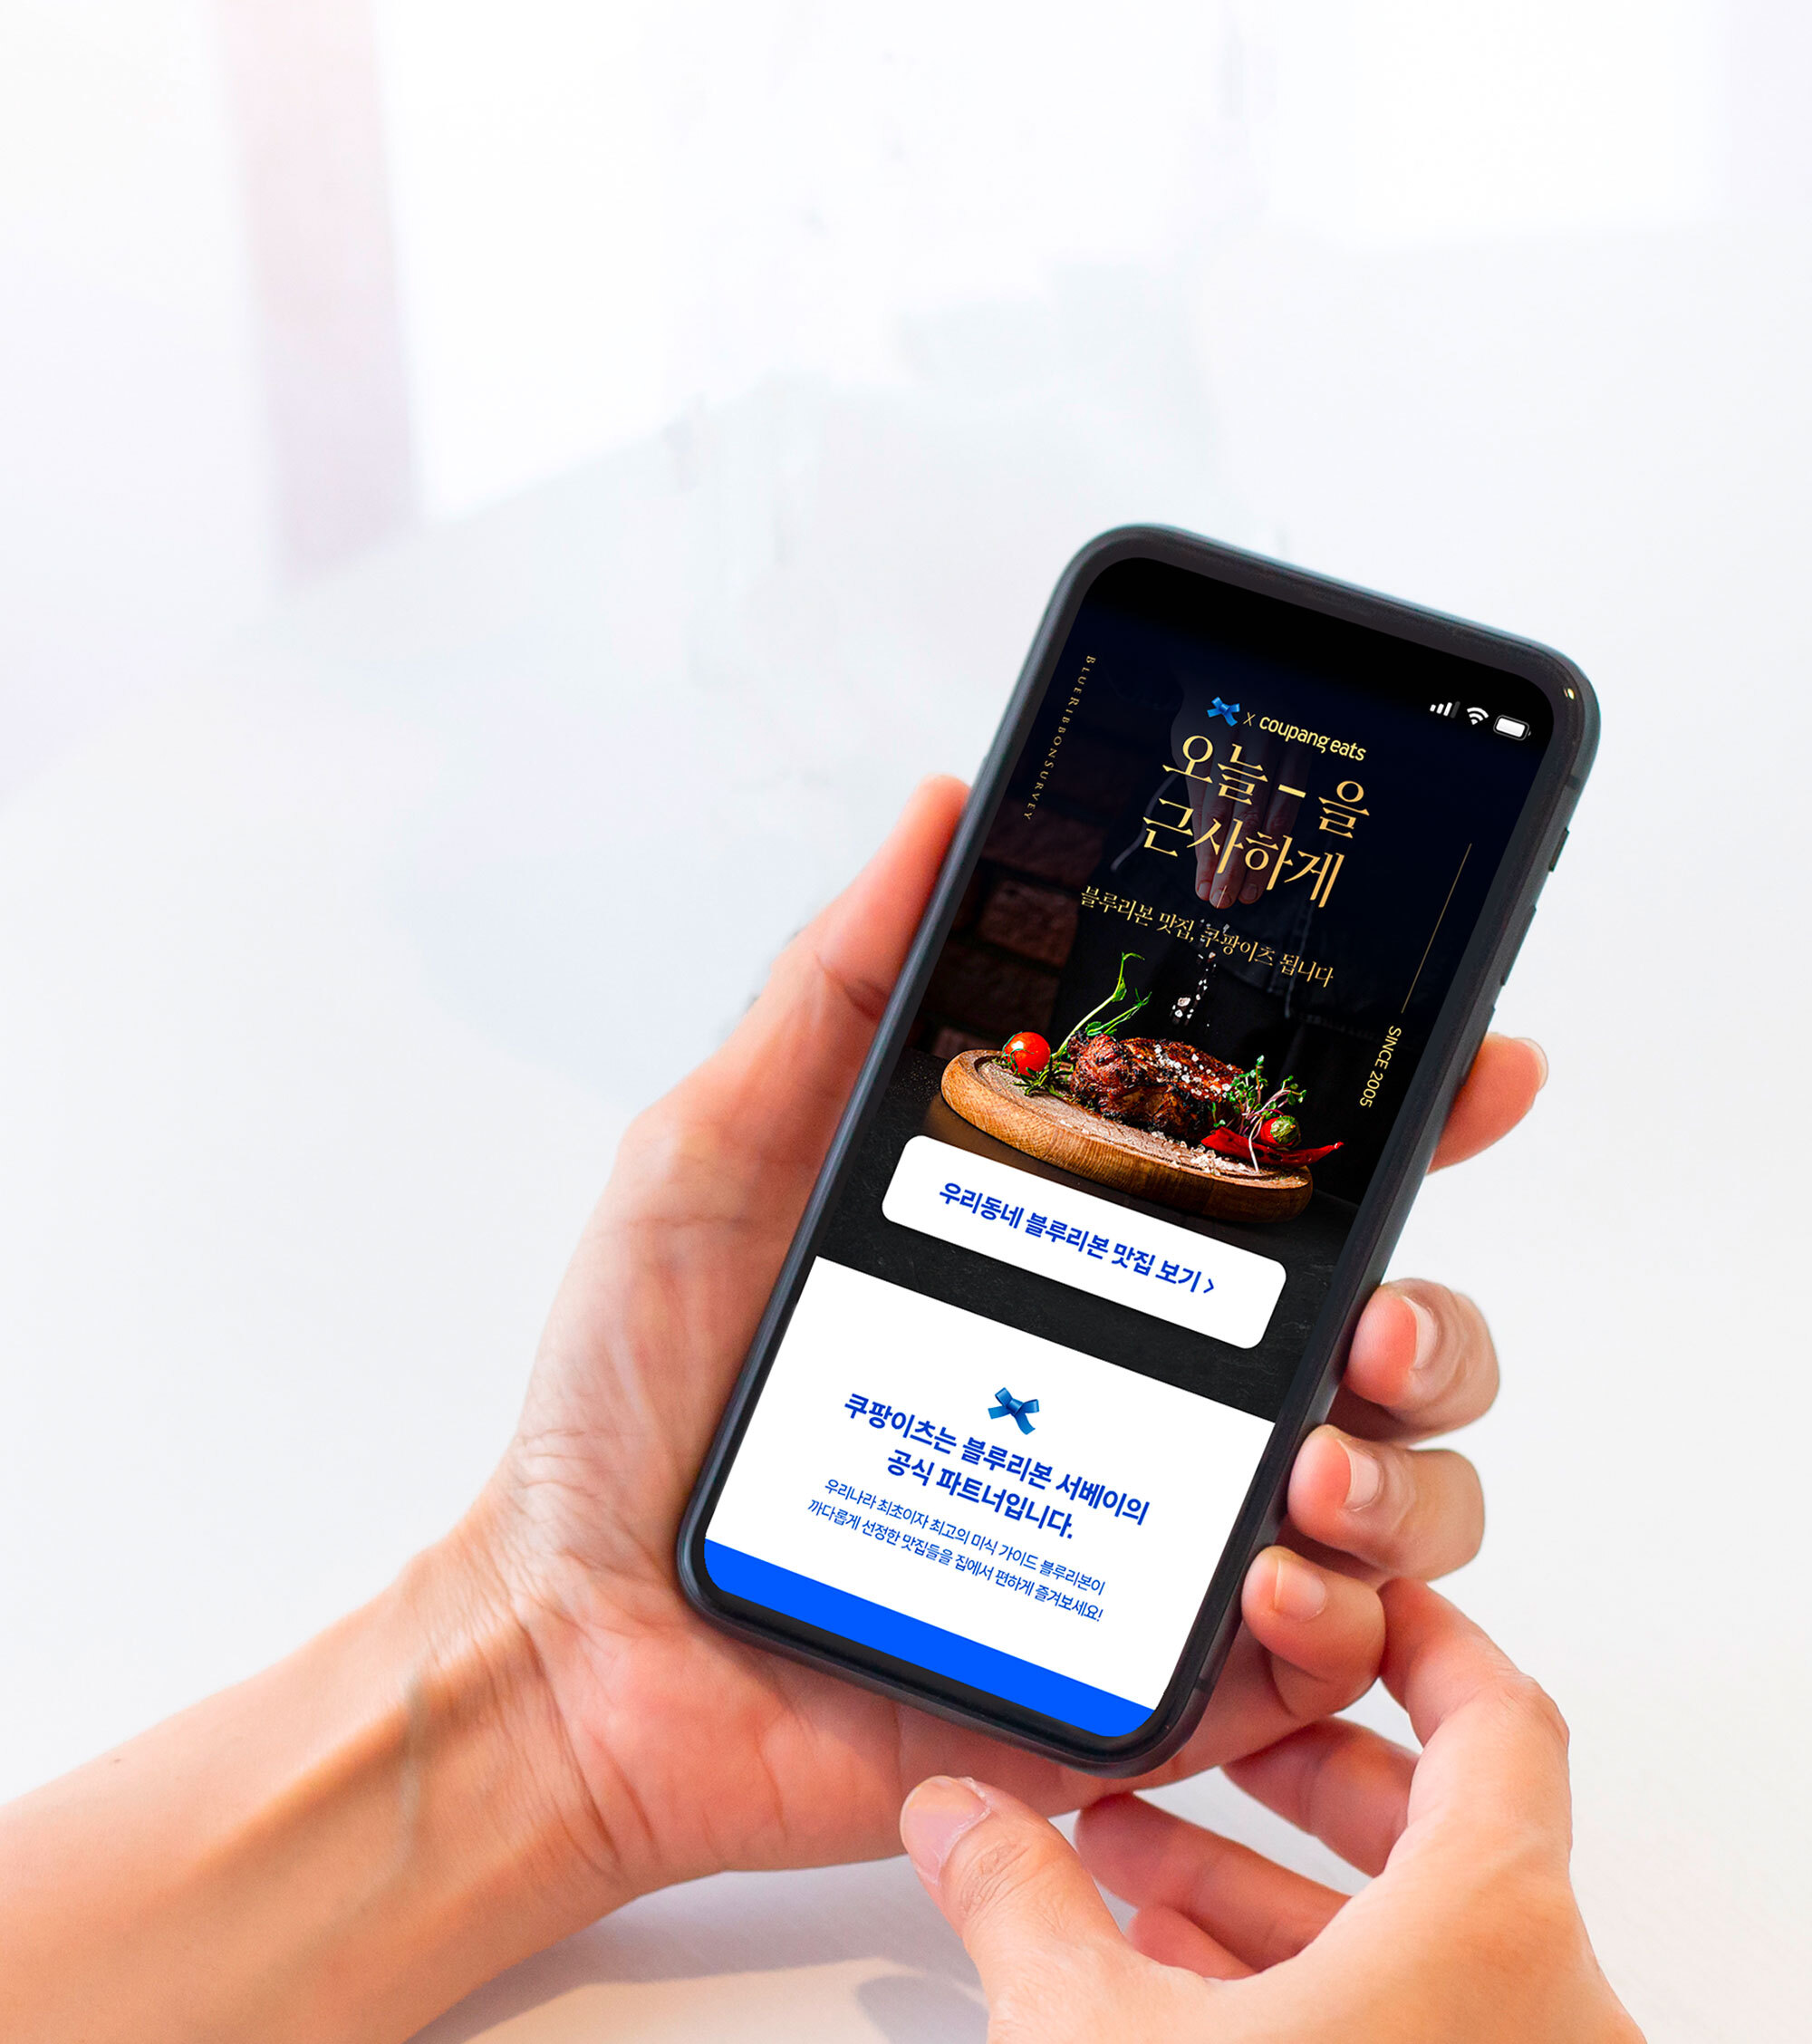 BLUERIBBONSURVEY
X coupang eats
오늘 – 을
근사하게
블루리본 맛집, 쿠팡이츠 됩니다
SINCE 2005
우리동네 블루리본 맛집 보기 >
쿠팡이츠는 블루리본 서베이의
공식 파트너입니다.
우리나라 최초이자 최고의 미식 가이드 블루리본이
까다롭게 선정한 맛집들을 집에서 편하게 즐겨보세요!